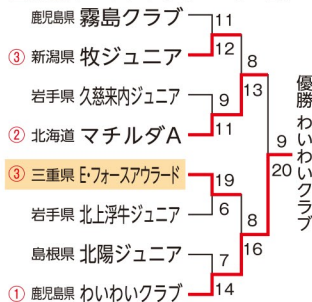 鹿児島県 霧島クラブ 11
③ 新潟県 牧ジュニア 12
8
岩手県 久慈来内ジュニア 9
13
② 北海道 マチルダA 11
9
優勝 わいわいクラブ
20
③ 三重県 E・フォースアウラード 19
岩手県 北上浮牛ジュニア 6
8
島根県 北陽ジュニア 7
16
① 鹿児島県 わいわいクラブ 14